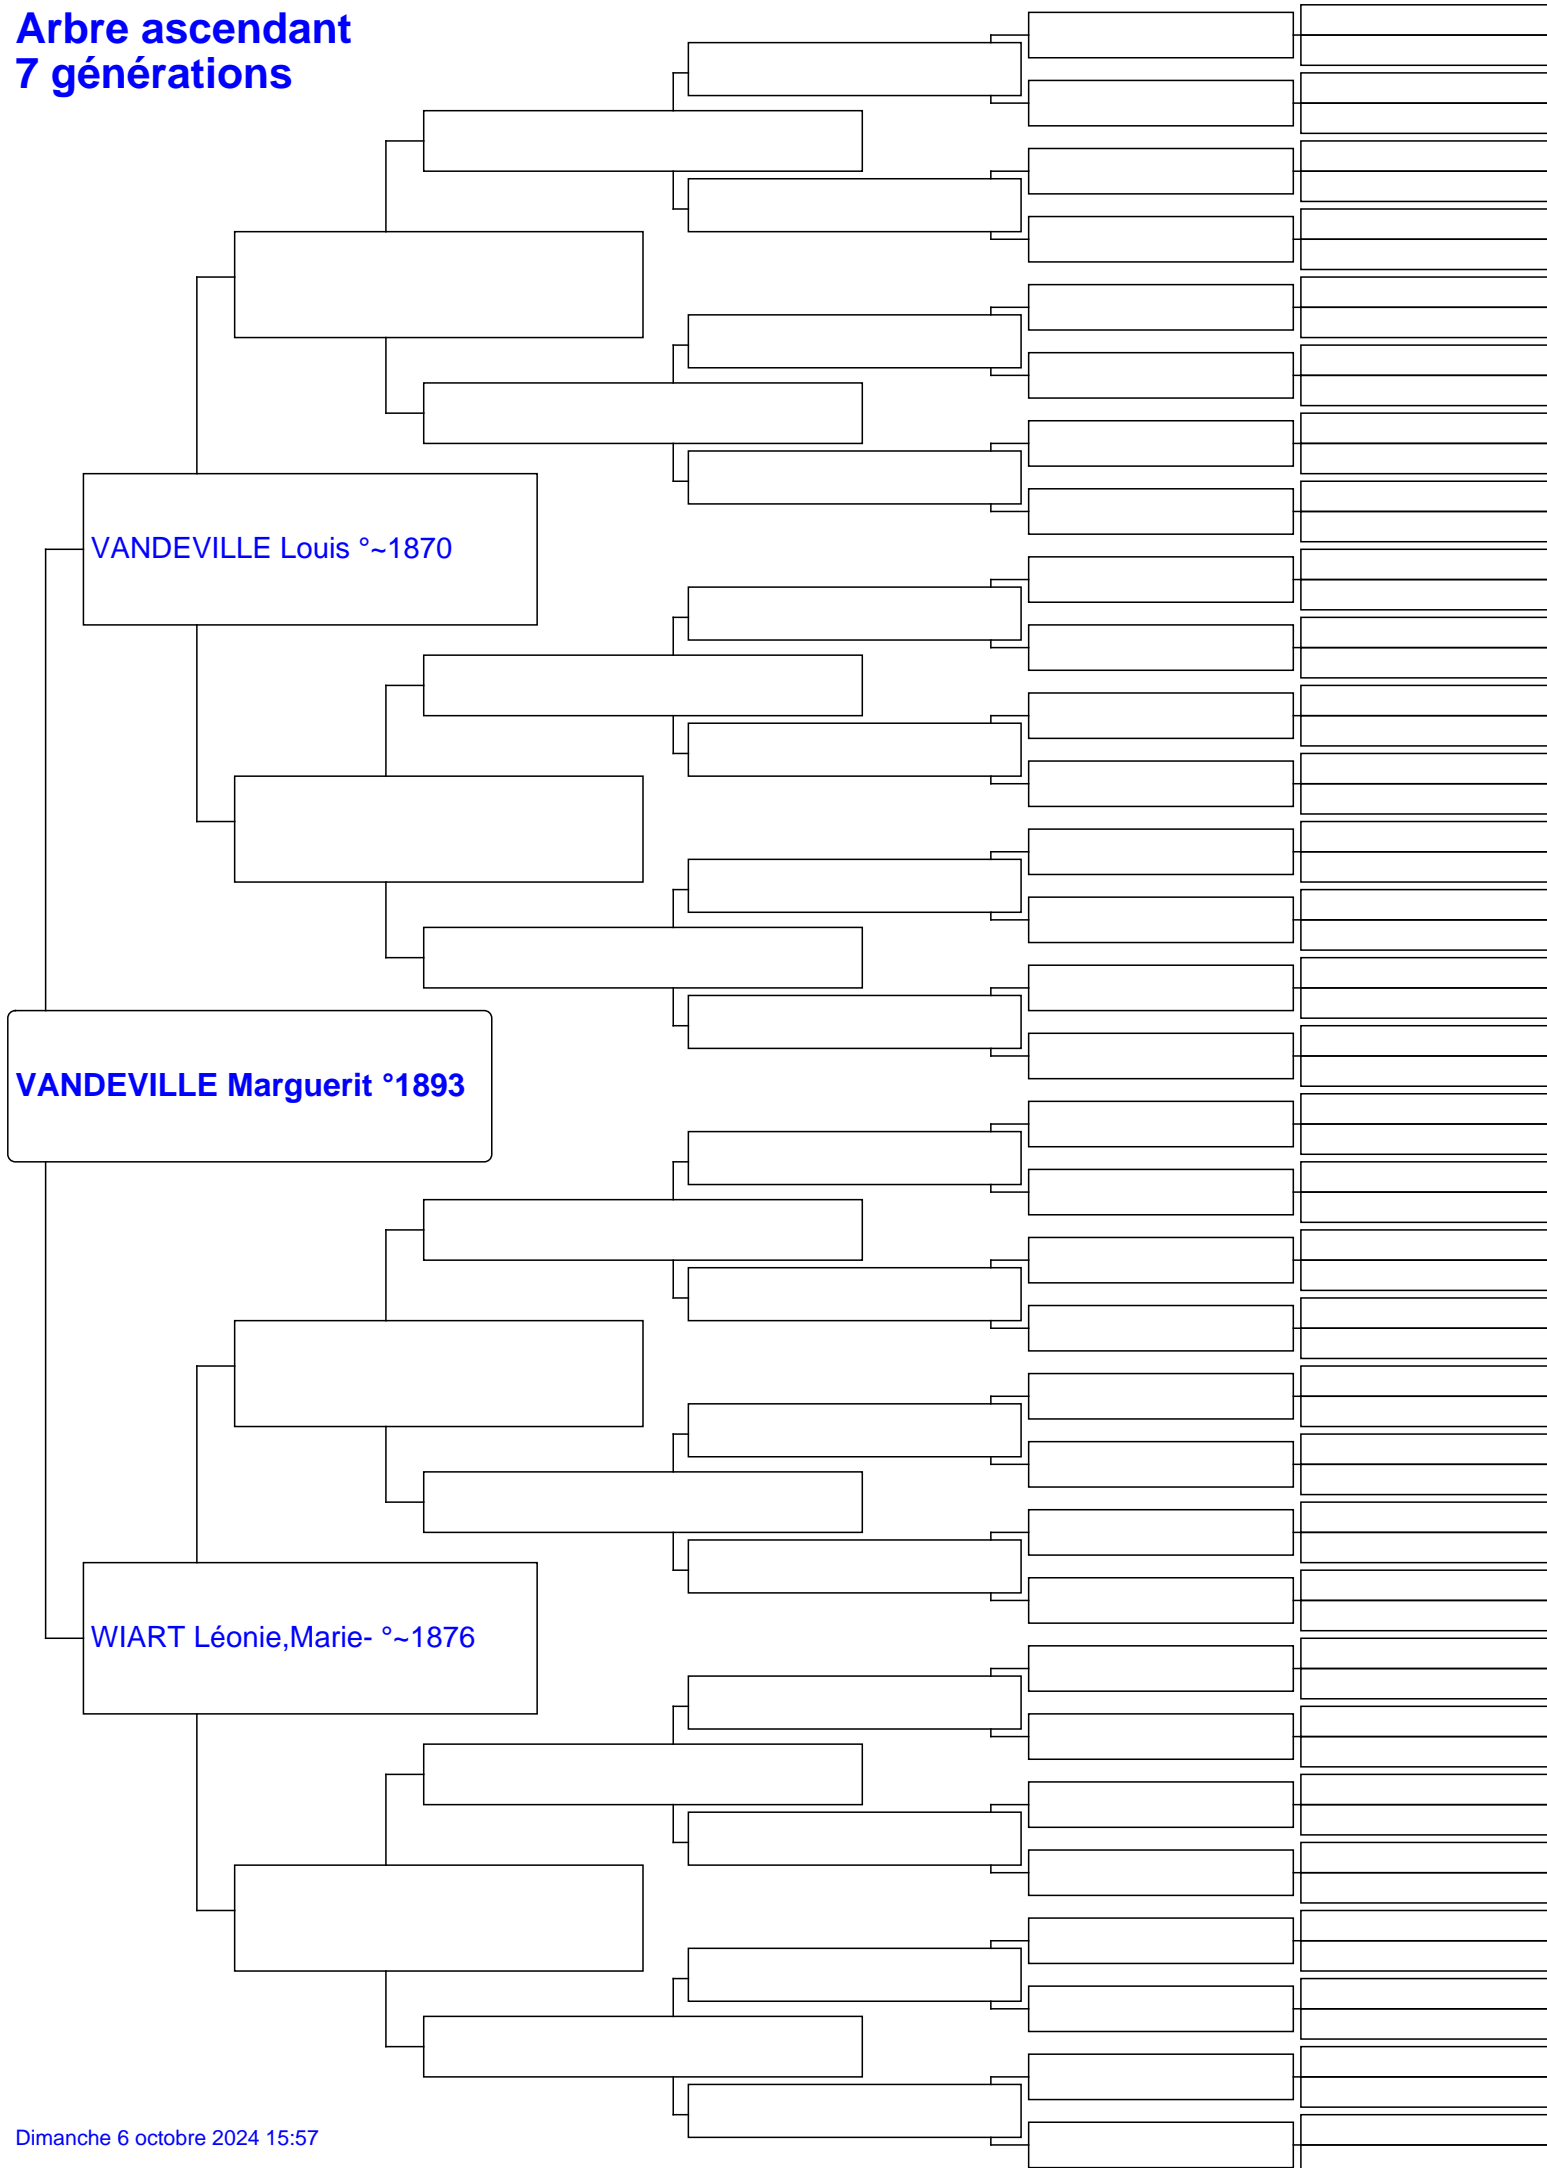 Arbre ascendant
7 générations
VANDEVILLE Louis °~1870
VANDEVILLE Marguerit °1893
WIART Léonie,Marie- °~1876
Dimanche 6 octobre 2024 15:57